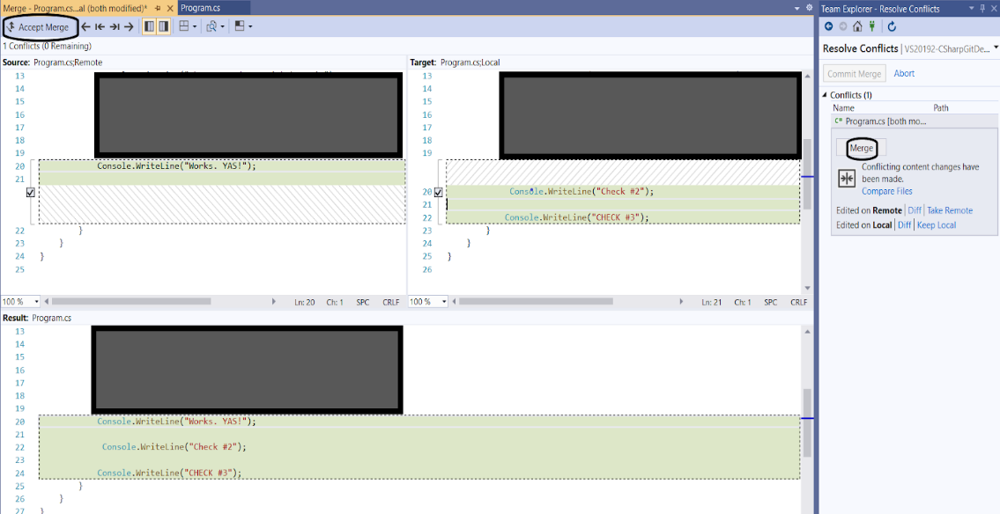 Merge - Program.cs...al (both modified)* Program.cs
Accept Merge
1 Conflicts (0 Remaining)
Source: Program.cs;Remote
13
14
15
16
17
18
19
20 Console.WriteLine("Works. YAS!");
21
22 }
23 }
24 }
25
100 % Ln: 20 Ch: 1 SPC CRLF
Target: Program.cs;Local
13
14
15
16
17
18
19
20 Console.WriteLine("Check #2");
21
22 Console.WriteLine("CHECK #3");
23 }
24 }
25 }
26
100 % Ln: 21 Ch: 1 SPC CRLF
Result: Program.cs
13
14
15
16
17
18
19
20 Console.WriteLine("Works. YAS!");
21
22 Console.WriteLine("Check #2");
23
24 Console.WriteLine("CHECK #3");
25 }
26 }
27 }
Team Explorer - Resolve Conflicts
Resolve Conflicts | VS20192-CSharpGitDe...
Commit Merge Abort
Conflicts (1)
Name Path
C# Program.cs [both mo...
Merge
Conflicting content changes have
been made.
Compare Files
Edited on Remote | Diff | Take Remote
Edited on Local | Diff | Keep Local